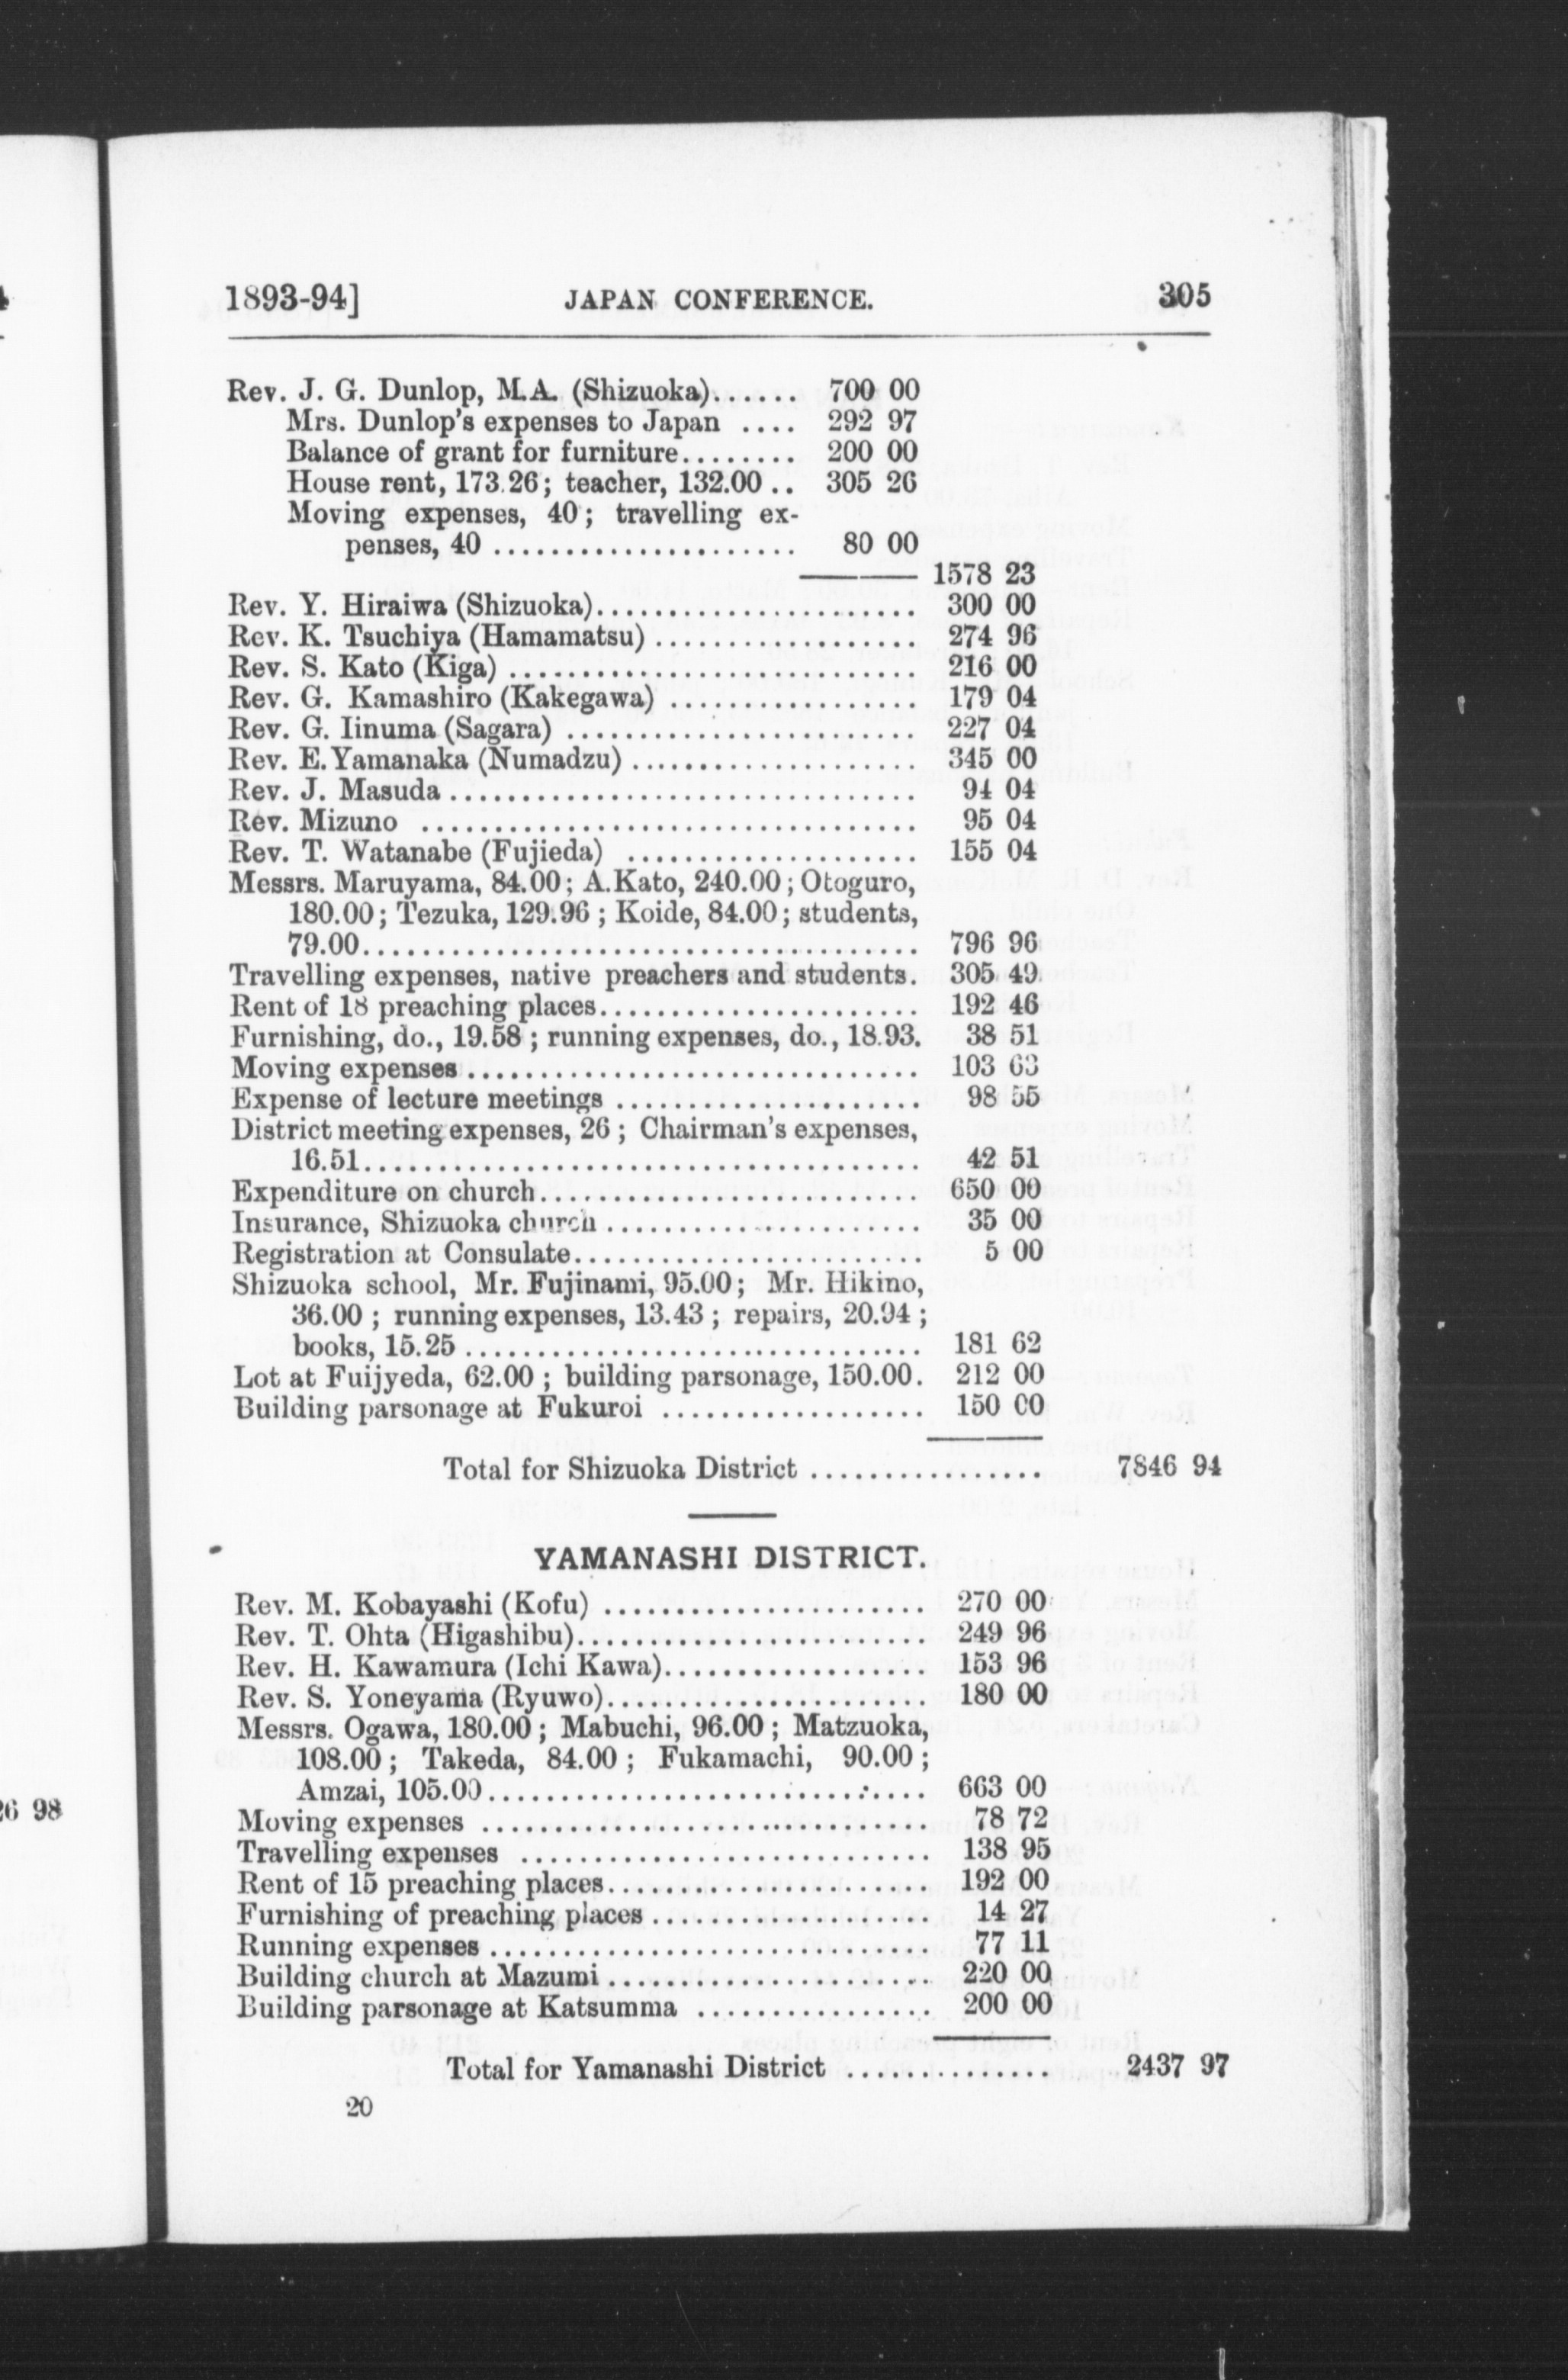 1893-94] JAPAN CONFERENCE. 305
Rev. J. G. Dunlop, M.A. (Shizuoka)...... 700 00
Mrs. Dunlop's expenses to Japan .... 292 97
Balance of grant for furniture........ 200 00
House rent, 173.26; teacher, 132.00 .. 305 26
Moving expenses, 40; travelling ex-
penses, 40 ..................... 80 00
1578 23
Rev. Y. Hiraiwa (Shizuoka)...................... 300 00
Rev. K. Tsuchiya (Hamamatsu) .................. 274 96
Rev. S. Kato (Kiga) ............................ 216 00
Rev. G. Kamashiro (Kakegawa) ................. 179 04
Rev. G. Iinuma (Sagara) ........................ 227 04
Rev. E. Yamanaka (Numadzu) .................... 345 00
Rev. J. Masuda ................................ 94 04
Rev. Mizuno .................................. 95 04
Rev. T. Watanabe (Fujieda) .................... 155 04
Messrs. Maruyama, 84.00; A. Kato, 240.00; Otoguro,
180.00; Tezuka, 129.96; Koide, 84.00; students,
79.00...................................... 796 96
Travelling expenses, native preachers and students. 305 49
Rent of 18 preaching places...................... 192 46
Furnishing, do., 19.58; running expenses, do., 18.93. 38 51
Moving expenses ............................... 103 63
Expense of lecture meetings ..................... 98 55
District meeting expenses, 26; Chairman's expenses,
16.51...................................... 42 51
Expenditure on church.......................... 650 00
Insurance, Shizuoka church ...................... 35 00
Registration at Consulate........................ 5 00
Shizuoka school, Mr. Fujinami, 95.00; Mr. Hikino,
36.00; running expenses, 13.43; repairs, 20.94;
books, 15.25 ............................... 181 62
Lot at Fuijyeda, 62.00; building parsonage, 150.00. 212 00
Building parsonage at Fukuroi .................. 150 00
Total for Shizuoka District ................ 7846 94
YAMANASHI DISTRICT.
Rev. M. Kobayashi (Kofu) ...................... 270 00
Rev. T. Ohta (Higashibu)........................ 249 96
Rev. H. Kawamura (Ichi Kawa).................. 153 96
Rev. S. Yoneyama (Ryuwo)...................... 180 00
Messrs. Ogawa, 180.00; Mabuchi, 96.00; Matzuoka,
108.00; Takeda, 84.00; Fukamachi, 90.00;
Amzai, 105.00.............................. 663 00
Moving expenses .............................. 78 72
Travelling expenses ............................ 138 95
Rent of 15 preaching places...................... 192 00
Furnishing of preaching places ................... 14 27
Running expenses .............................. 77 11
Building church at Mazumi ...................... 220 00
Building parsonage at Katsumma ................ 200 00
Total for Yamanashi District .............. 2437 97
20